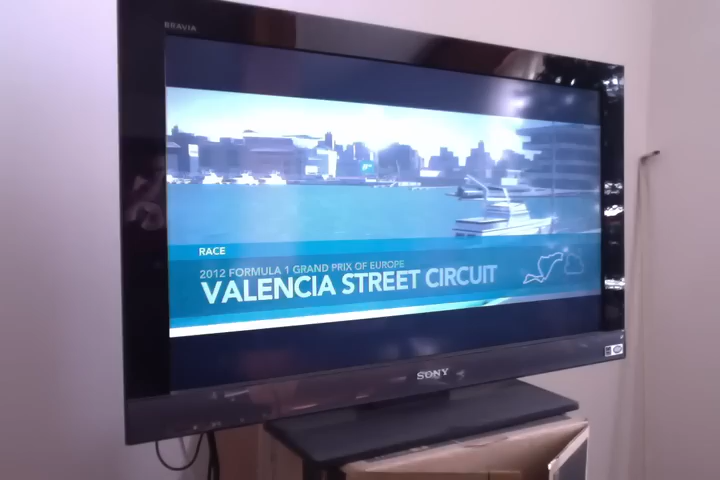 BRAVIA
RACE
2012 FORMULA 1 GRAND PRIX OF EUROPE
VALENCIA STREET CIRCUIT
SONY